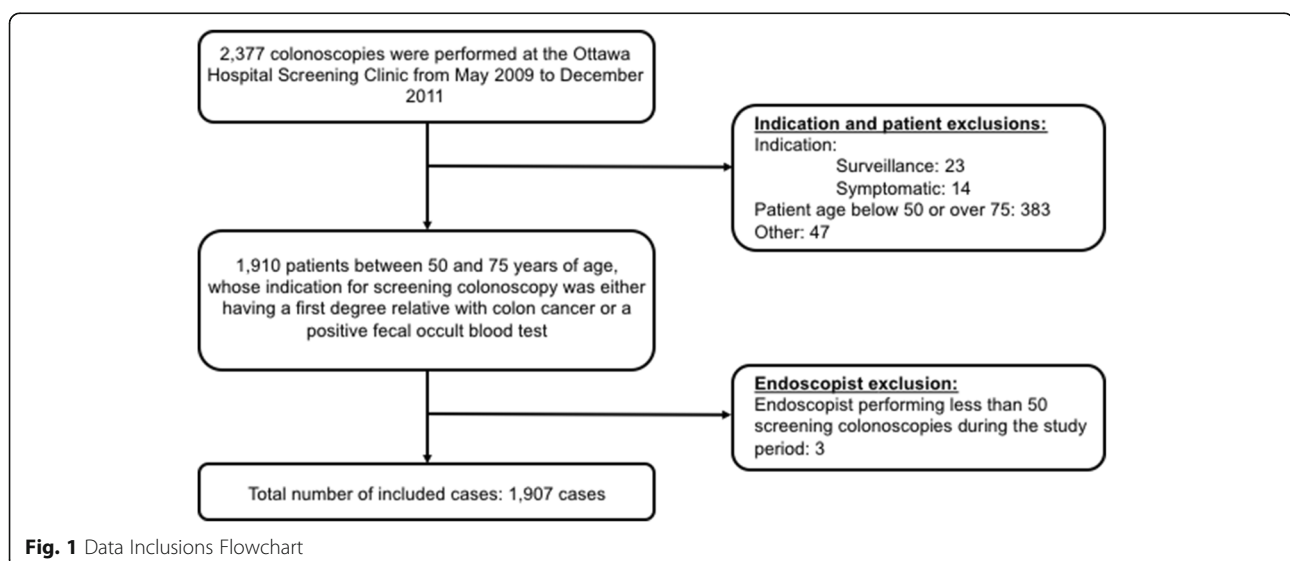 2,377 colonoscopies were performed at the Ottawa
Hospital Screening Clinic from May 2009 to December
2011
Indication and patient exclusions:
Indication:
Surveillance: 23
Symptomatic: 14
Patient age below 50 or over 75: 383
Other: 47
1,910 patients between 50 and 75 years of age,
whose indication for screening colonoscopy was either
having a first degree relative with colon cancer or a
positive fecal occult blood test
Endoscopist exclusion:
Endoscopist performing less than 50
screening colonoscopies during the study
period: 3
Total number of included cases: 1,907 cases
Fig. 1 Data Inclusions Flowchart